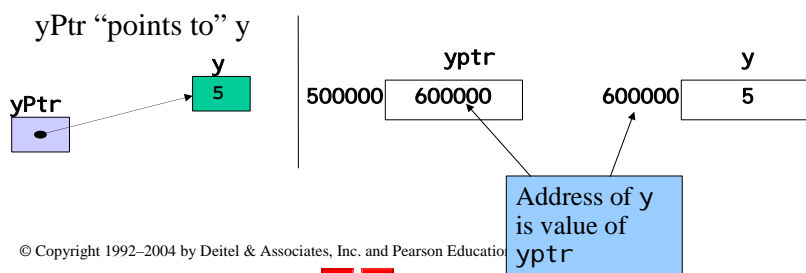 yPtr “points to” y
yPtr
y
5
yptr
500000 600000
y
600000 5
Address of y
is value of
yptr
© Copyright 1992–2004 by Deitel & Associates, Inc. and Pearson Education